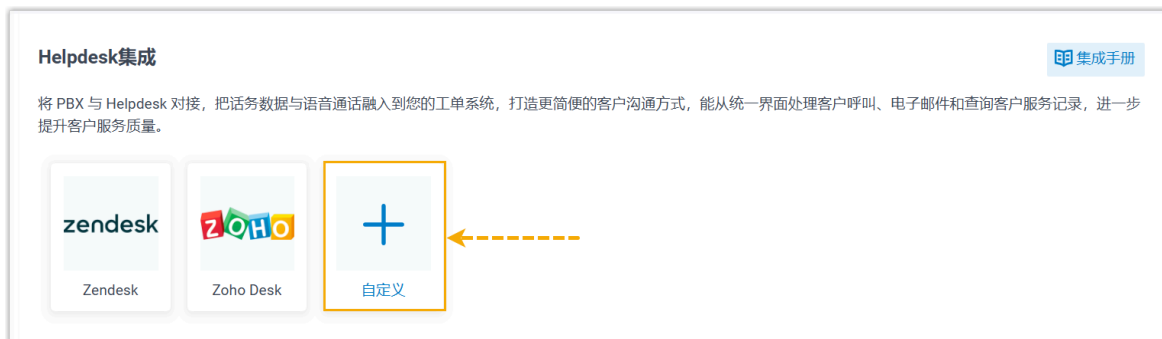 Helpdesk集成
集成手册
将 PBX 与 Helpdesk 对接，把话务数据与语音通话融入到您的工单系统，打造更简便的客户沟通方式，能从统一界面处理客户呼叫、电子邮件和查询客户服务记录，进一步
提升客户服务质量。
zendesk
ZOHO
Zendesk
Zoho Desk
自定义